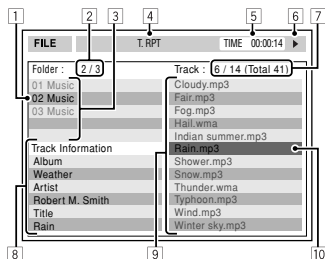 1 2 3 4 5 6 7
FILE T. RPT TIME 00:00:14
Folder : 2 / 3 Track : 6 / 14 (Total 41)
01 Music
02 Music
03 Music
Track Information
Album
Weather
Artist
Robert M. Smith
Title
Rain
Cloudy.mp3
Fair.mp3
Fog.mp3
Hail.wma
Indian summer.mp3
Rain.mp3
Shower.mp3
Snow.mp3
Thunder.wma
Typhoon.mp3
Wind.mp3
Winter sky.mp3
8 9 10